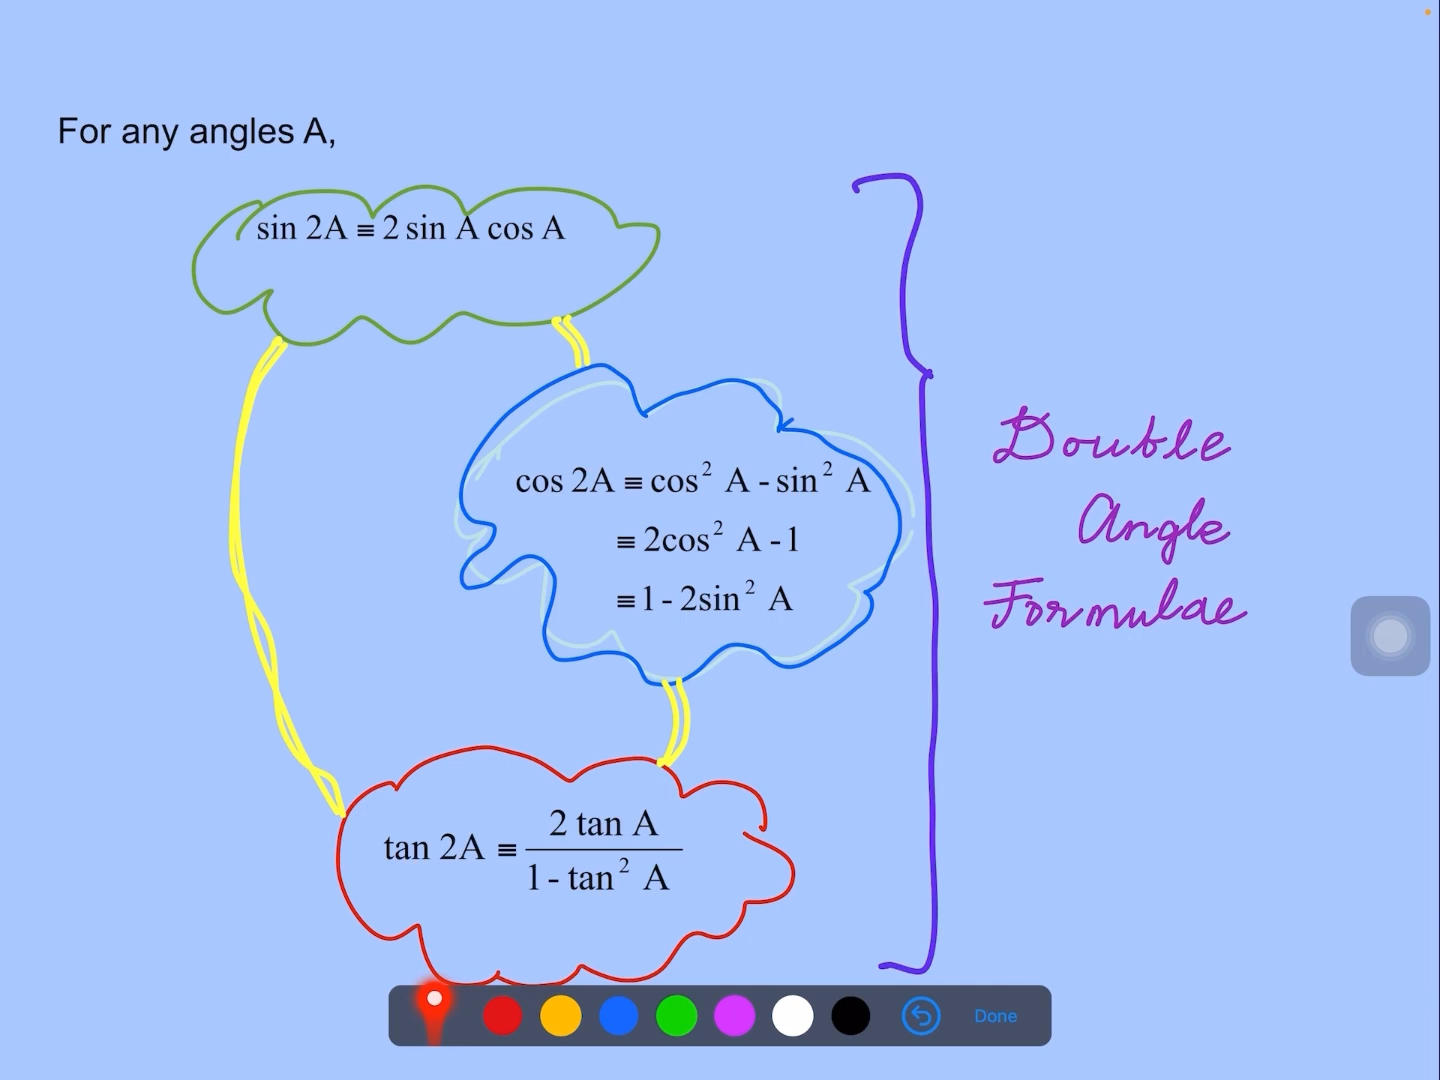 For any angles A,
sin 2A ≡ 2 sin A cos A
cos 2A ≡ cos² A - sin² A
≡ 2cos² A - 1
≡ 1 - 2sin² A
Double
Angle
Formulae
tan 2A ≡ 2 tan A / 1 - tan² A
Done